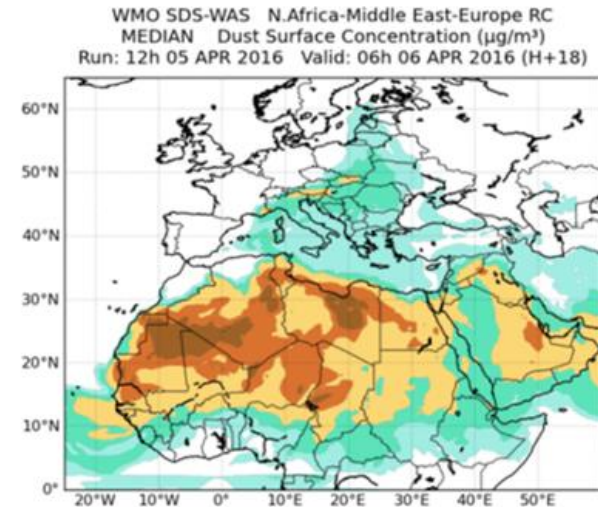 WMO SDS-WAS N.Africa-Middle East-Europe RC
MEDIAN Dust Surface Concentration (µg/m³)
Run: 12h 05 APR 2016 Valid: 06h 06 APR 2016 (H+18)
60°N
50°N
40°N
30°N
20°N
10°N
0°
20°W 10°W 0° 10°E 20°E 30°E 40°E 50°E